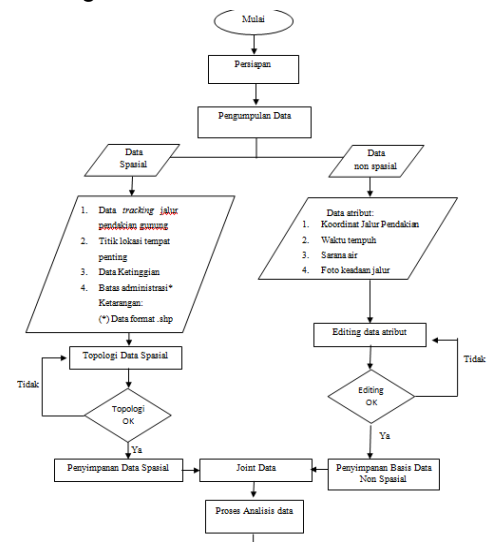 Mulai
Persiapan
Pengumpulan Data
Data
Spasial
Data
non spasial
1. Data tracking jalur
pendakian gunung
2. Titik lokasi tempat
penting
3. Data Ketinggian
4. Batas administrasi*
Ketarangan:
(*) Data format .shp
Data atribut:
1. Koordinat Jalur Pendakian
2. Waktu tempuh
3. Sarana air
4. Foto keadaan jalur
Topologi Data Spasial
Editing data atribut
Tidak
Topologi
OK
Ya
Tidak
Editing
OK
Ya
Penyimpanan Data Spasial
Joint Data
Penyimpanan Basis Data
Non Spasial
Proses Analisis data